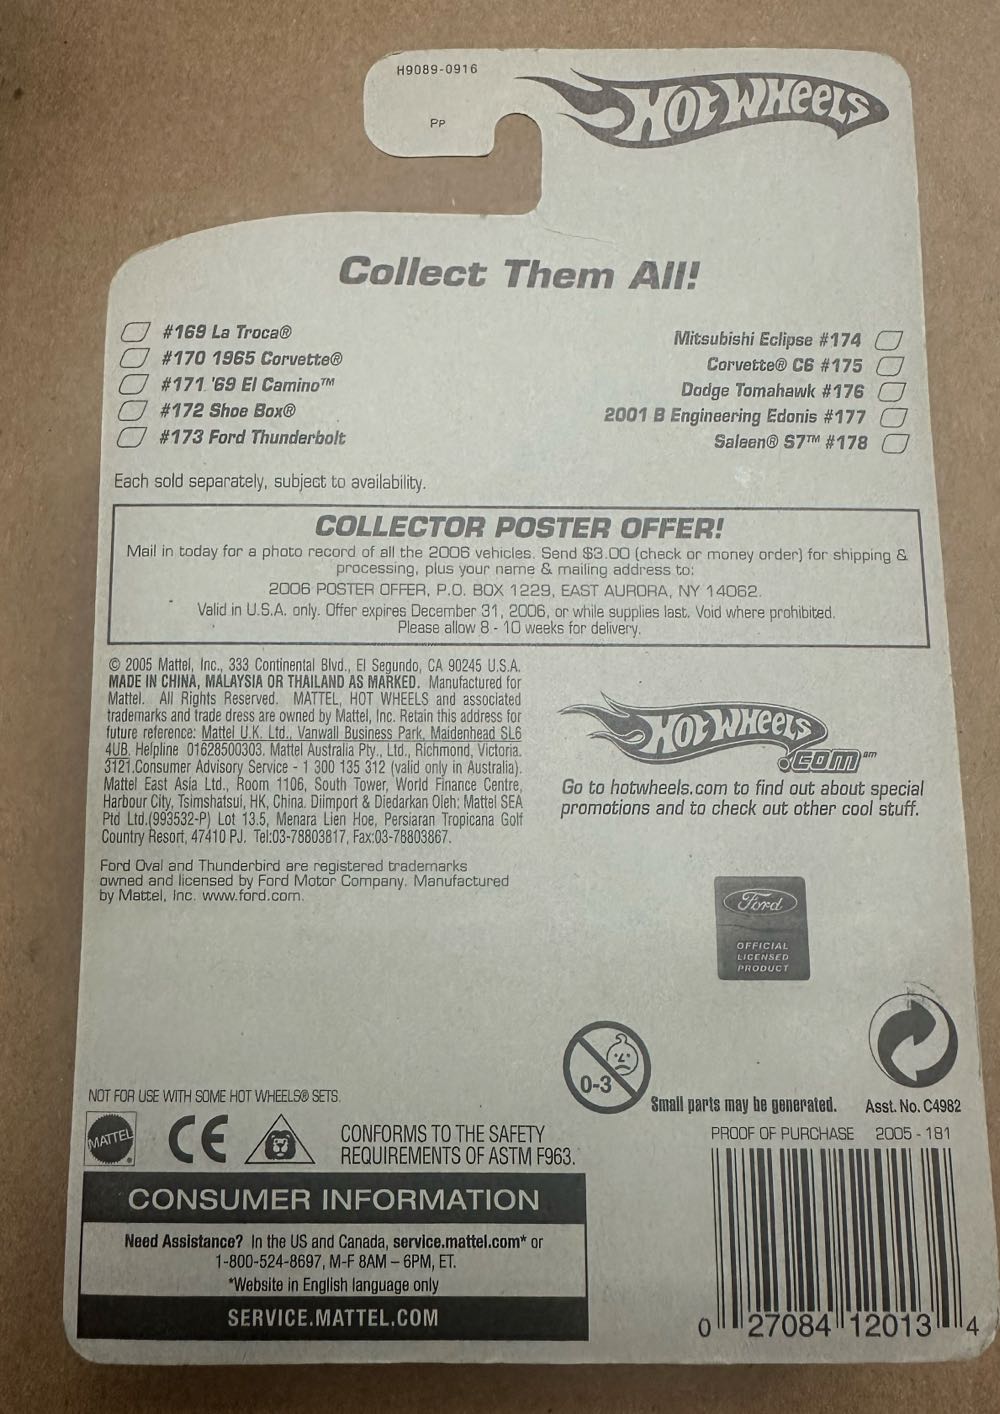 H9089-0916
PP
HOT WHEELS
Collect Them All!
#169 La Troca®
#170 1965 Corvette®
#171 '69 El Camino™
#172 Shoe Box®
#173 Ford Thunderbolt
Mitsubishi Eclipse #174
Corvette® C6 #175
Dodge Tomahawk #176
2001 B Engineering Edonis #177
Saleen® S7™ #178
Each sold separately, subject to availability.
COLLECTOR POSTER OFFER!
Mail in today for a photo record of all the 2006 vehicles. Send $3.00 (check or money order) for shipping &
processing, plus your name & mailing address to:
2006 POSTER OFFER, P.O. BOX 1229, EAST AURORA, NY 14062.
Valid in U.S.A. only. Offer expires December 31, 2006, or while supplies last. Void where prohibited.
Please allow 8 - 10 weeks for delivery.
© 2005 Mattel, Inc., 333 Continental Blvd., El Segundo, CA 90245 U.S.A.
MADE IN CHINA, MALAYSIA OR THAILAND AS MARKED. Manufactured for
Mattel. All Rights Reserved. MATTEL, HOT WHEELS and associated
trademarks and trade dress are owned by Mattel, Inc. Retain this address for
future reference: Mattel U.K. Ltd., Vanwall Business Park, Maidenhead SL6
4UB. Helpline 01628500303. Mattel Australia Pty., Ltd., Richmond, Victoria.
3121.Consumer Advisory Service - 1 300 135 312 (valid only in Australia).
Mattel East Asia Ltd., Room 1106, South Tower, World Finance Centre,
Harbour City, Tsimshatsui, HK, China. Diimport & Diedarkan Oleh: Mattel SEA
Ptd Ltd.(993532-P) Lot 13.5, Menara Lien Hoe, Persiaran Tropicana Golf
Country Resort, 47410 PJ. Tel:03-78803817, Fax:03-78803867.
Ford Oval and Thunderbird are registered trademarks
owned and licensed by Ford Motor Company. Manufactured
by Mattel, Inc. www.ford.com.
HOT WHEELS
.COM℠
Go to hotwheels.com to find out about special
promotions and to check out other cool stuff.
Ford
OFFICIAL
LICENSED
PRODUCT
0-3
Small parts may be generated.
Asst. No. C4982
NOT FOR USE WITH SOME HOT WHEELS® SETS.
MATTEL®
CE
CONFORMS TO THE SAFETY
REQUIREMENTS OF ASTM F963.
PROOF OF PURCHASE 2005 - 181
CONSUMER INFORMATION
Need Assistance? In the US and Canada, service.mattel.com* or
1-800-524-8697, M-F 8AM – 6PM, ET.
*Website in English language only
SERVICE.MATTEL.COM
0 27084 12013 4